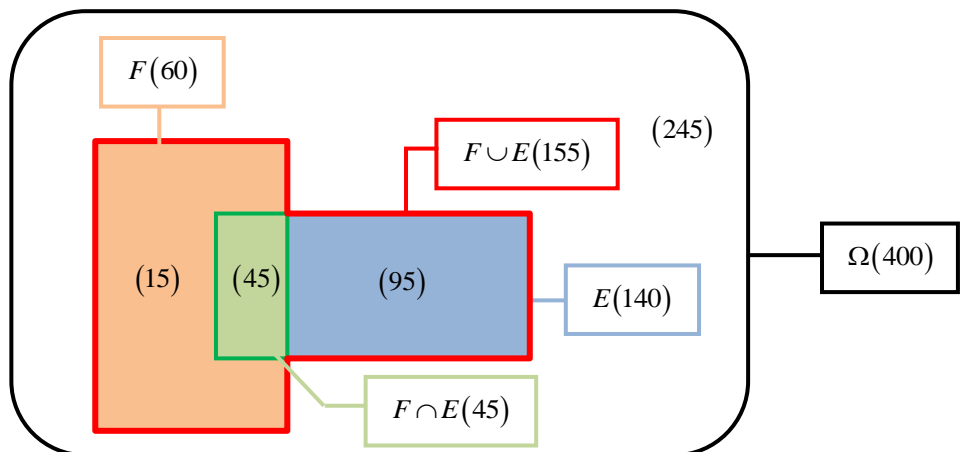 F(60)
(245)
F∪E(155)
Ω(400)
(15)
(45)
(95)
E(140)
F∩E(45)